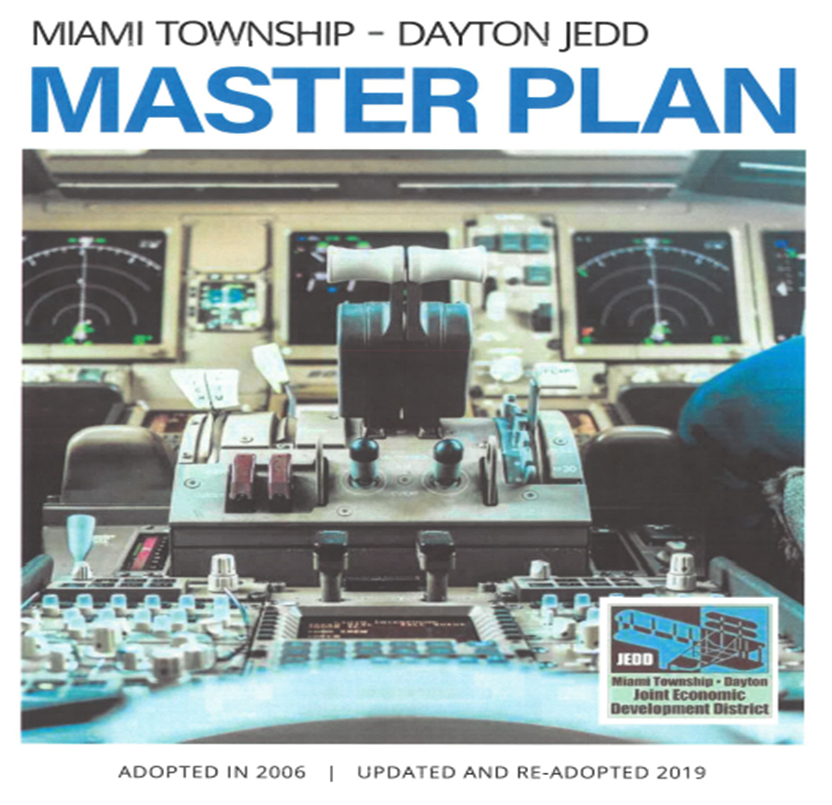 MIAMI TOWNSHIP – DAYTON JEDD
MASTER PLAN
JEDD
Miami Township • Dayton
Joint Economic
Development District
ADOPTED IN 2006 | UPDATED AND RE-ADOPTED 2019